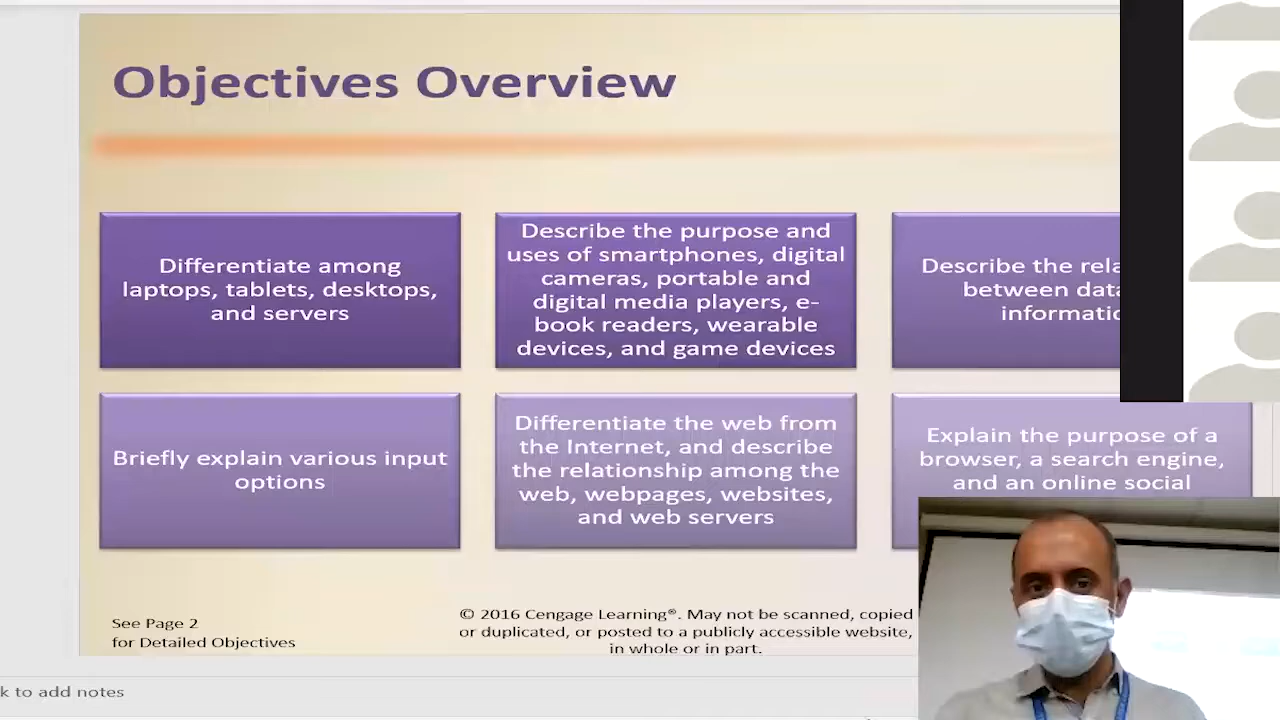 Objectives Overview
Differentiate among
laptops, tablets, desktops,
and servers
Describe the purpose and
uses of smartphones, digital
cameras, portable and
digital media players, e-
book readers, wearable
devices, and game devices
Describe the
between
Briefly explain various input
options
Differentiate the web from
the Internet, and describe
the relationship among the
web, webpages, websites,
and web servers
Explain the purpose of a
browser, a search engine,
and an online social
See Page 2
for Detailed Objectives
© 2016 Cengage Learning®. May not be scanned, copied
or duplicated, or posted to a publicly accessible website,
in whole or in part.
to add notes